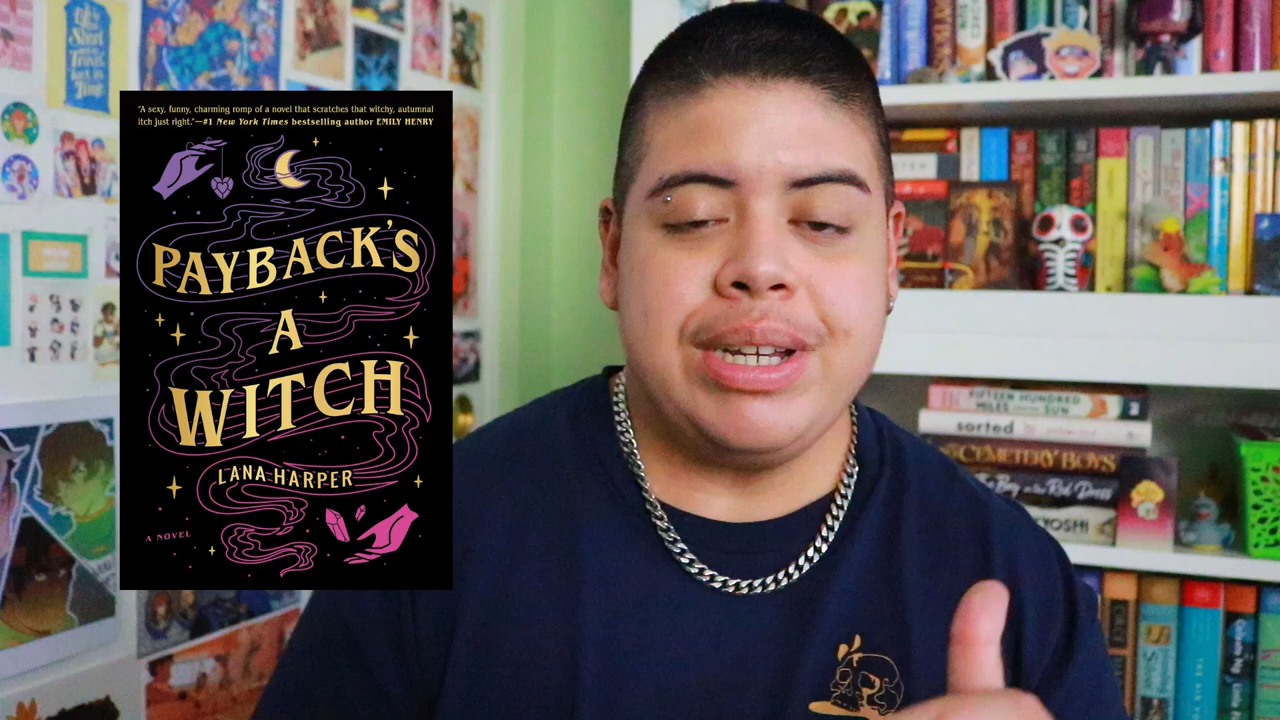 "A sexy, funny, charming romp of a novel that scratches that witchy, autumnal
itch just right."—#1 New York Times bestselling author EMILY HENRY
PAYBACK'S
A
WITCH
LANA HARPER
A NOVEL
FIFTEEN HUNDRED
MILES
SUN
sorted
CEMETERY BOYS
Boy in the Red Dress
YOSHI